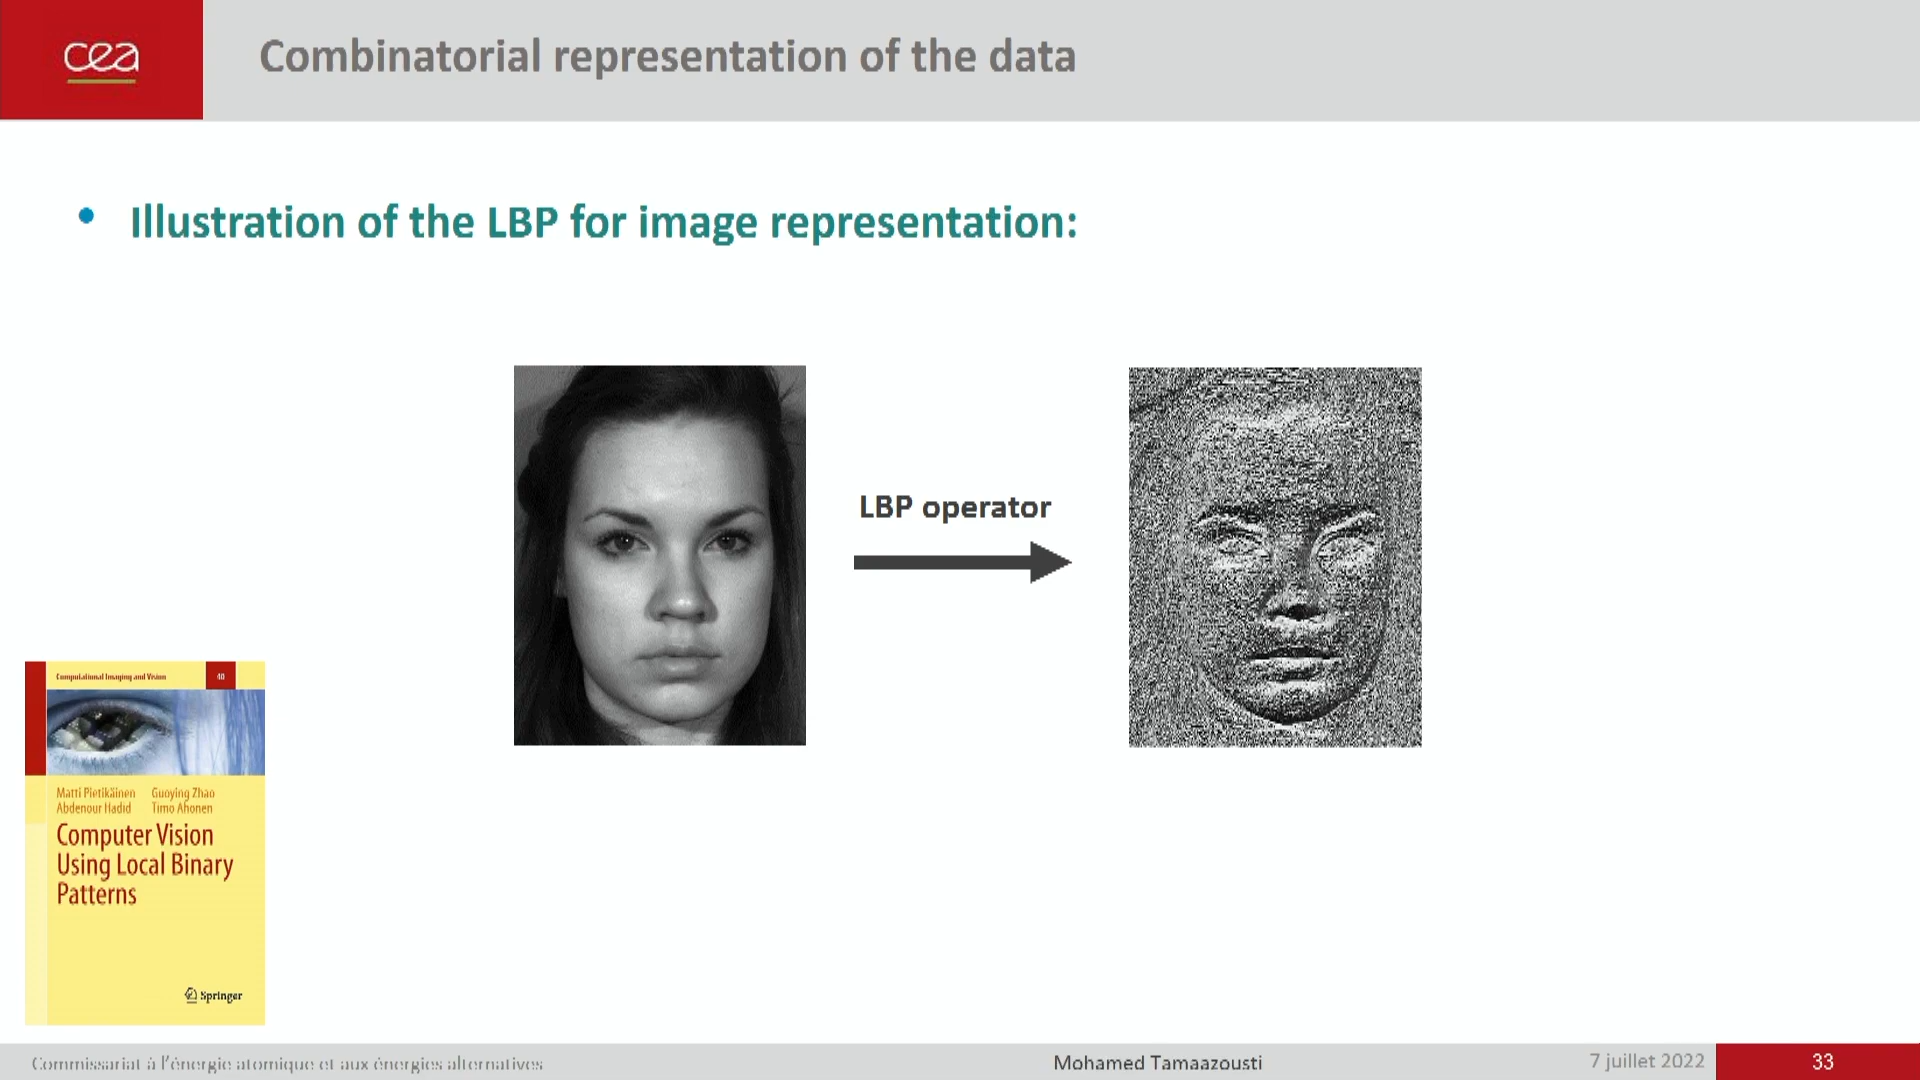 cea
Combinatorial representation of the data
• Illustration of the LBP for image representation:
LBP operator
Computational Imaging and Vision 40
Matti Pietikäinen Guoying Zhao
Abdenour Hadid Timo Ahonen
Computer Vision
Using Local Binary
Patterns
Springer
Commissariat à l'énergie atomique et aux énergies alternatives
Mohamed Tamaazousti
7 juillet 2022
33